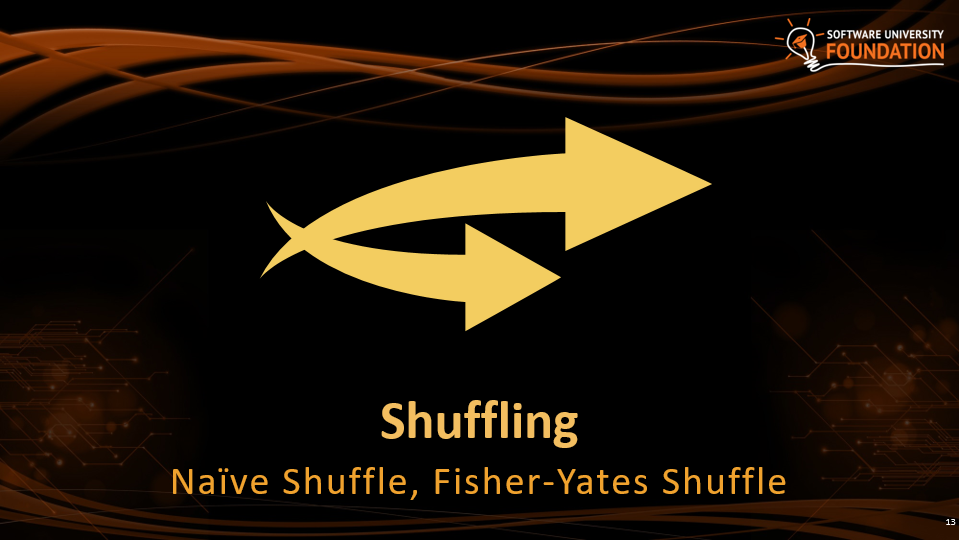 SOFTWARE UNIVERSITY
FOUNDATION
Shuffling
Naïve Shuffle, Fisher-Yates Shuffle
13